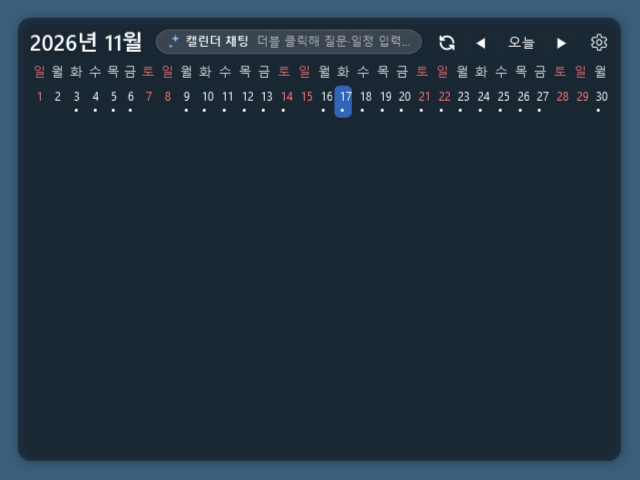 2026년 11월 캘린더 채팅 더블 클릭해 질문·일정 입력... 오늘
일 월 화 수 목 금 토 일 월 화 수 목 금 토 일 월 화 수 목 금 토 일 월 화 수 목 금 토 일 월
1 2 3 4 5 6 7 8 9 10 11 12 13 14 15 16 17 18 19 20 21 22 23 24 25 26 27 28 29 30